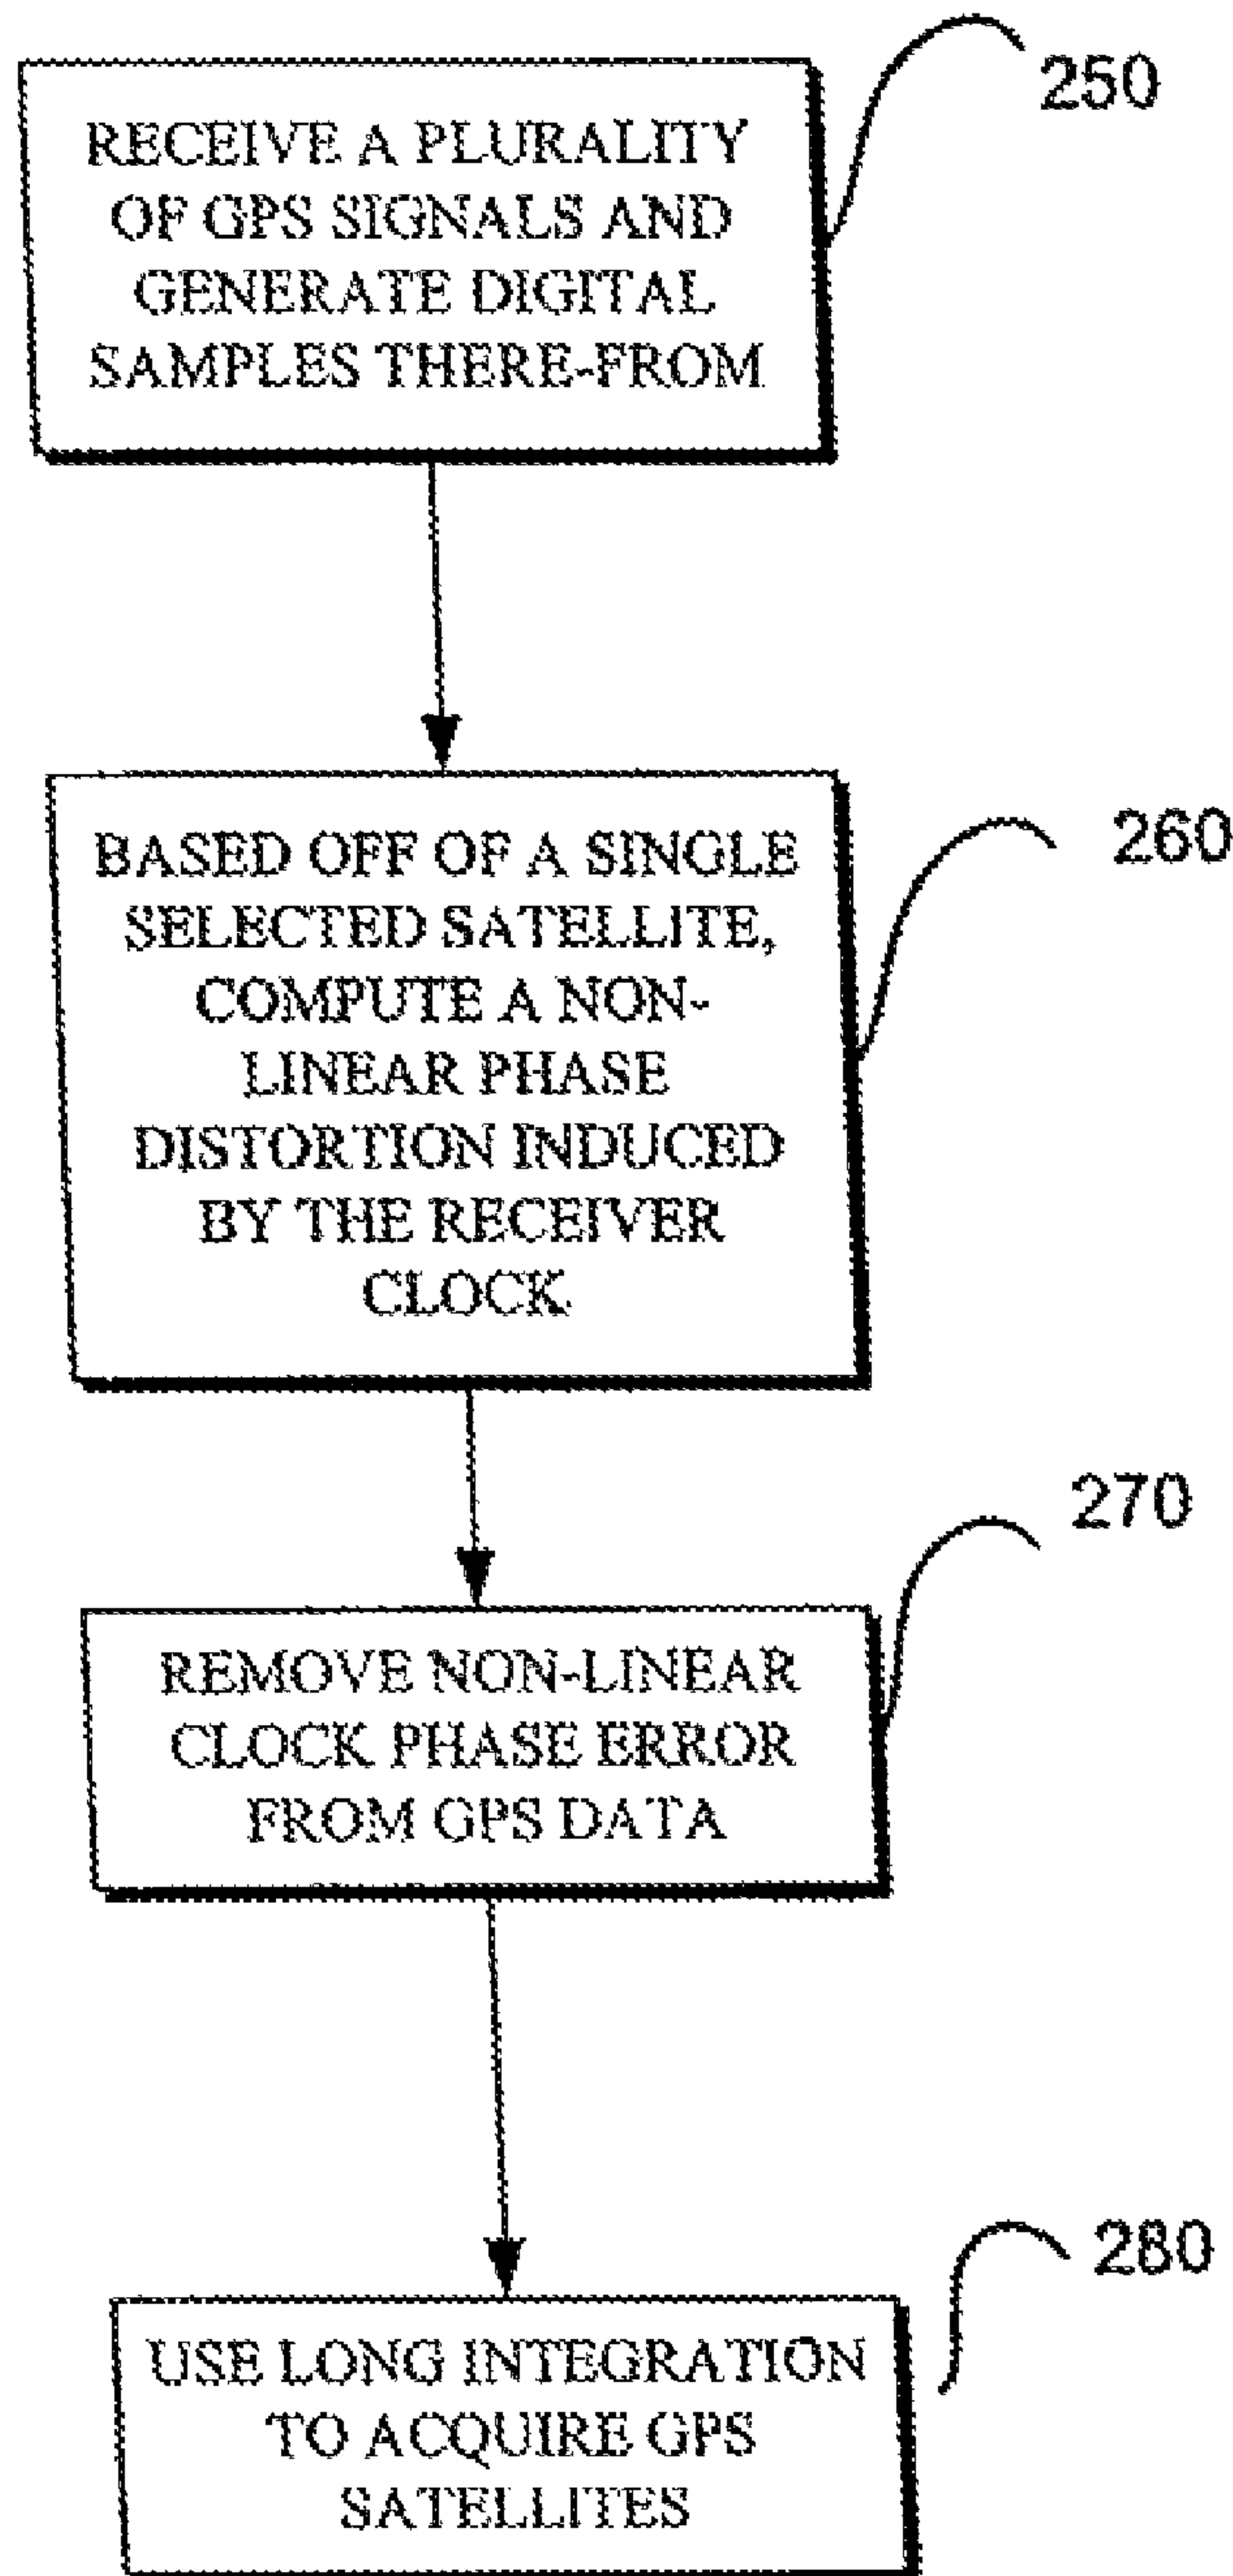 250
RECEIVE A PLURALITY
OF GPS SIGNALS AND
GENERATE DIGITAL
SAMPLES THERE-FROM
260
BASED OFF OF A SINGLE
SELECTED SATELLITE,
COMPUTE A NON-
LINEAR PHASE
DISTORTION INDUCED
BY THE RECEIVER
CLOCK
270
REMOVE NON-LINEAR
CLOCK PHASE ERROR
FROM GPS DATA
280
USE LONG INTEGRATION
TO ACQUIRE GPS
SATELLITES